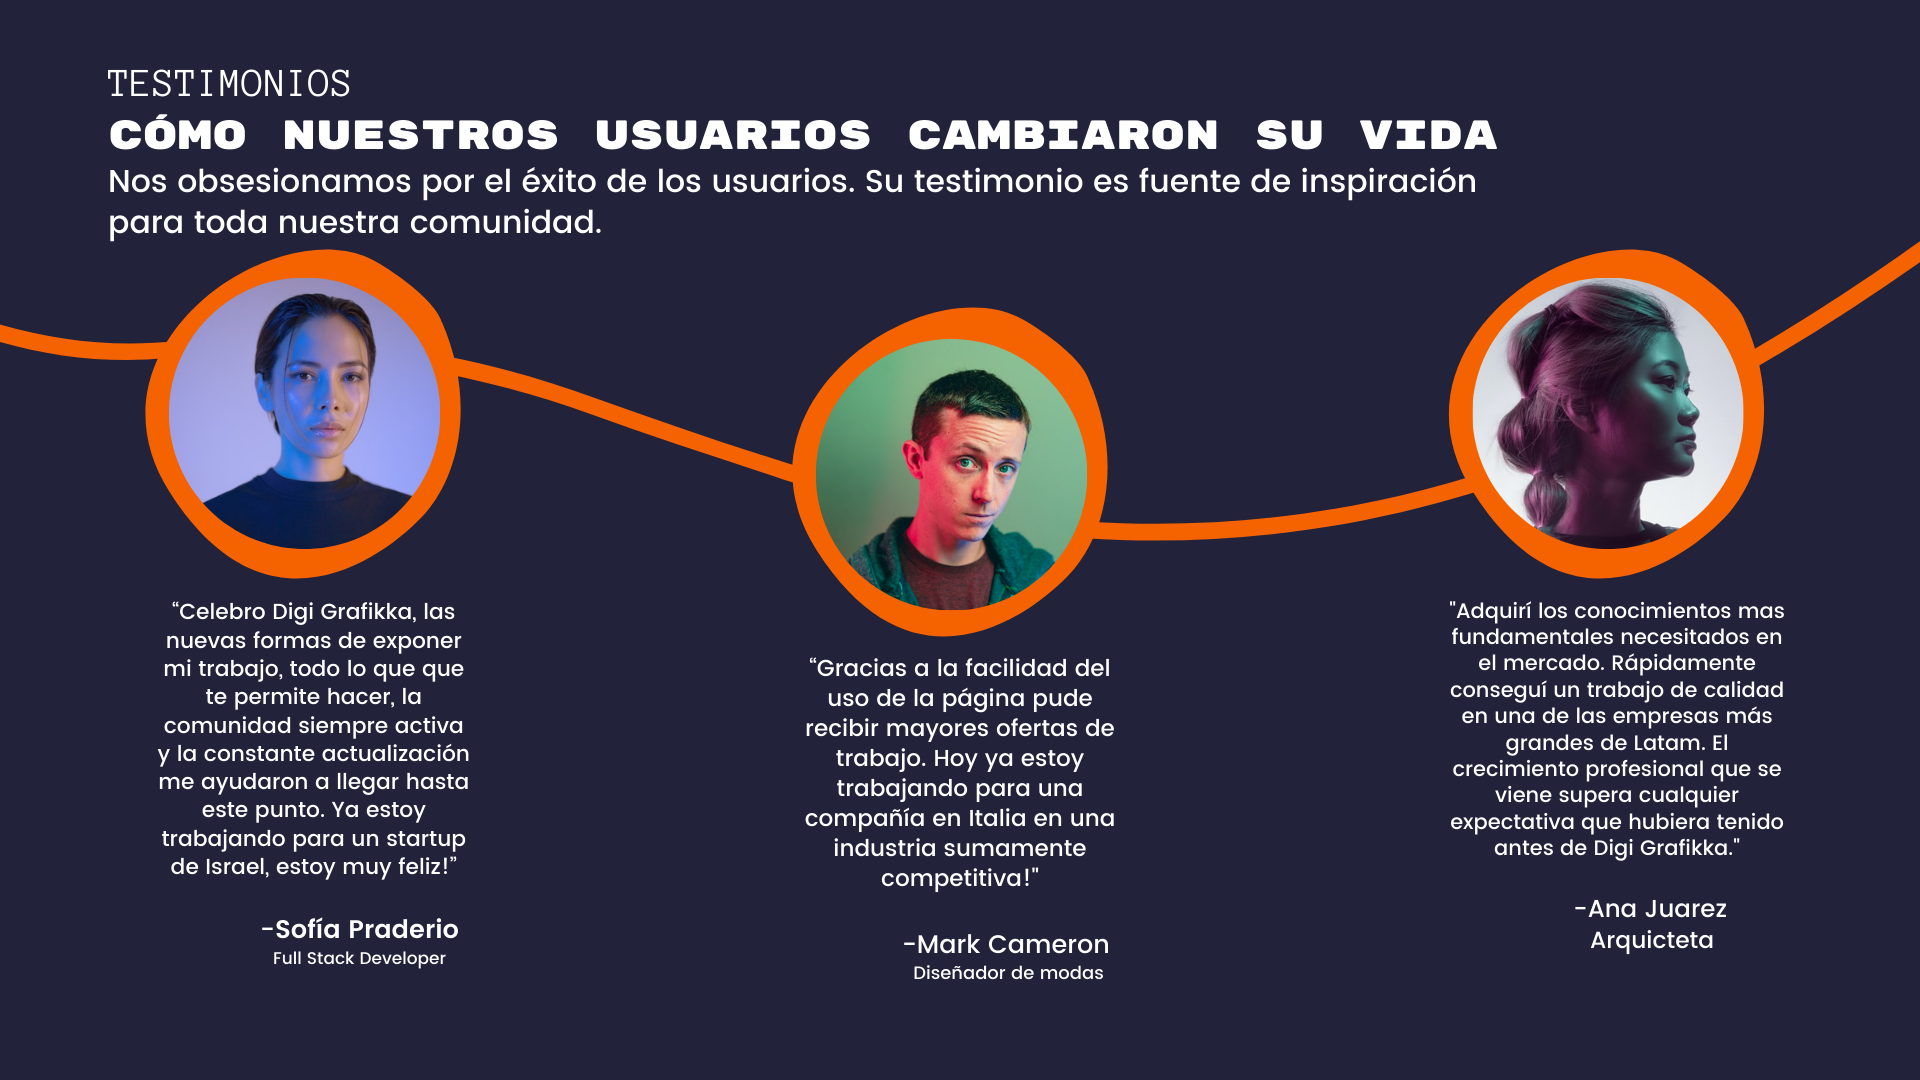 TESTIMONIOS
CÓMO NUESTROS USUARIOS CAMBIARON SU VIDA
Nos obsesionamos por el éxito de los usuarios. Su testimonio es fuente de inspiración
para toda nuestra comunidad.
“Celebro Digi Grafikka, las
nuevas formas de exponer
mi trabajo, todo lo que que
te permite hacer, la
comunidad siempre activa
y la constante actualización
me ayudaron a llegar hasta
este punto. Ya estoy
trabajando para un startup
de Israel, estoy muy feliz!”
-Sofía Praderio
Full Stack Developer
“Gracias a la facilidad del
uso de la página pude
recibir mayores ofertas de
trabajo. Hoy ya estoy
trabajando para una
compañía en Italia en una
industria sumamente
competitiva!"
-Mark Cameron
Diseñador de modas
"Adquirí los conocimientos mas
fundamentales necesitados en
el mercado. Rápidamente
conseguí un trabajo de calidad
en una de las empresas más
grandes de Latam. El
crecimiento profesional que se
viene supera cualquier
expectativa que hubiera tenido
antes de Digi Grafikka."
-Ana Juarez
Arquicteta